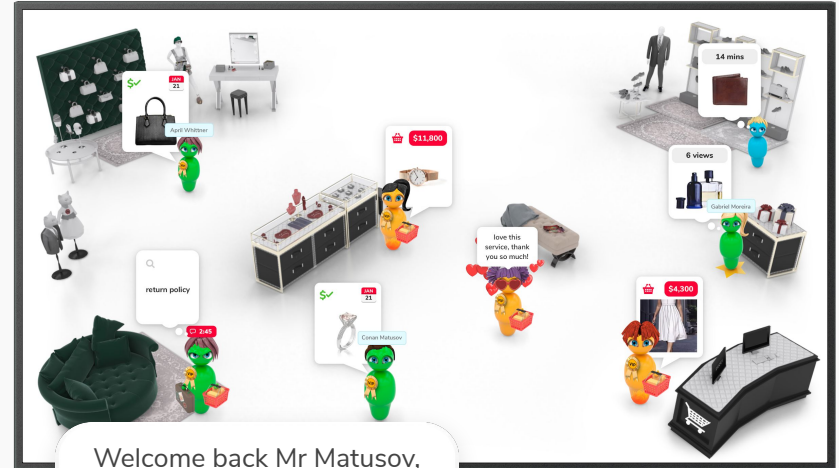 14 mins
JAN
21
April Whittner
$11,800
6 views
Gabriel Moreira
love this
service, thank
you so much!
return policy
2:45
$
JAN
21
Conan Matusov
$4,300
Welcome back Mr Matusov,